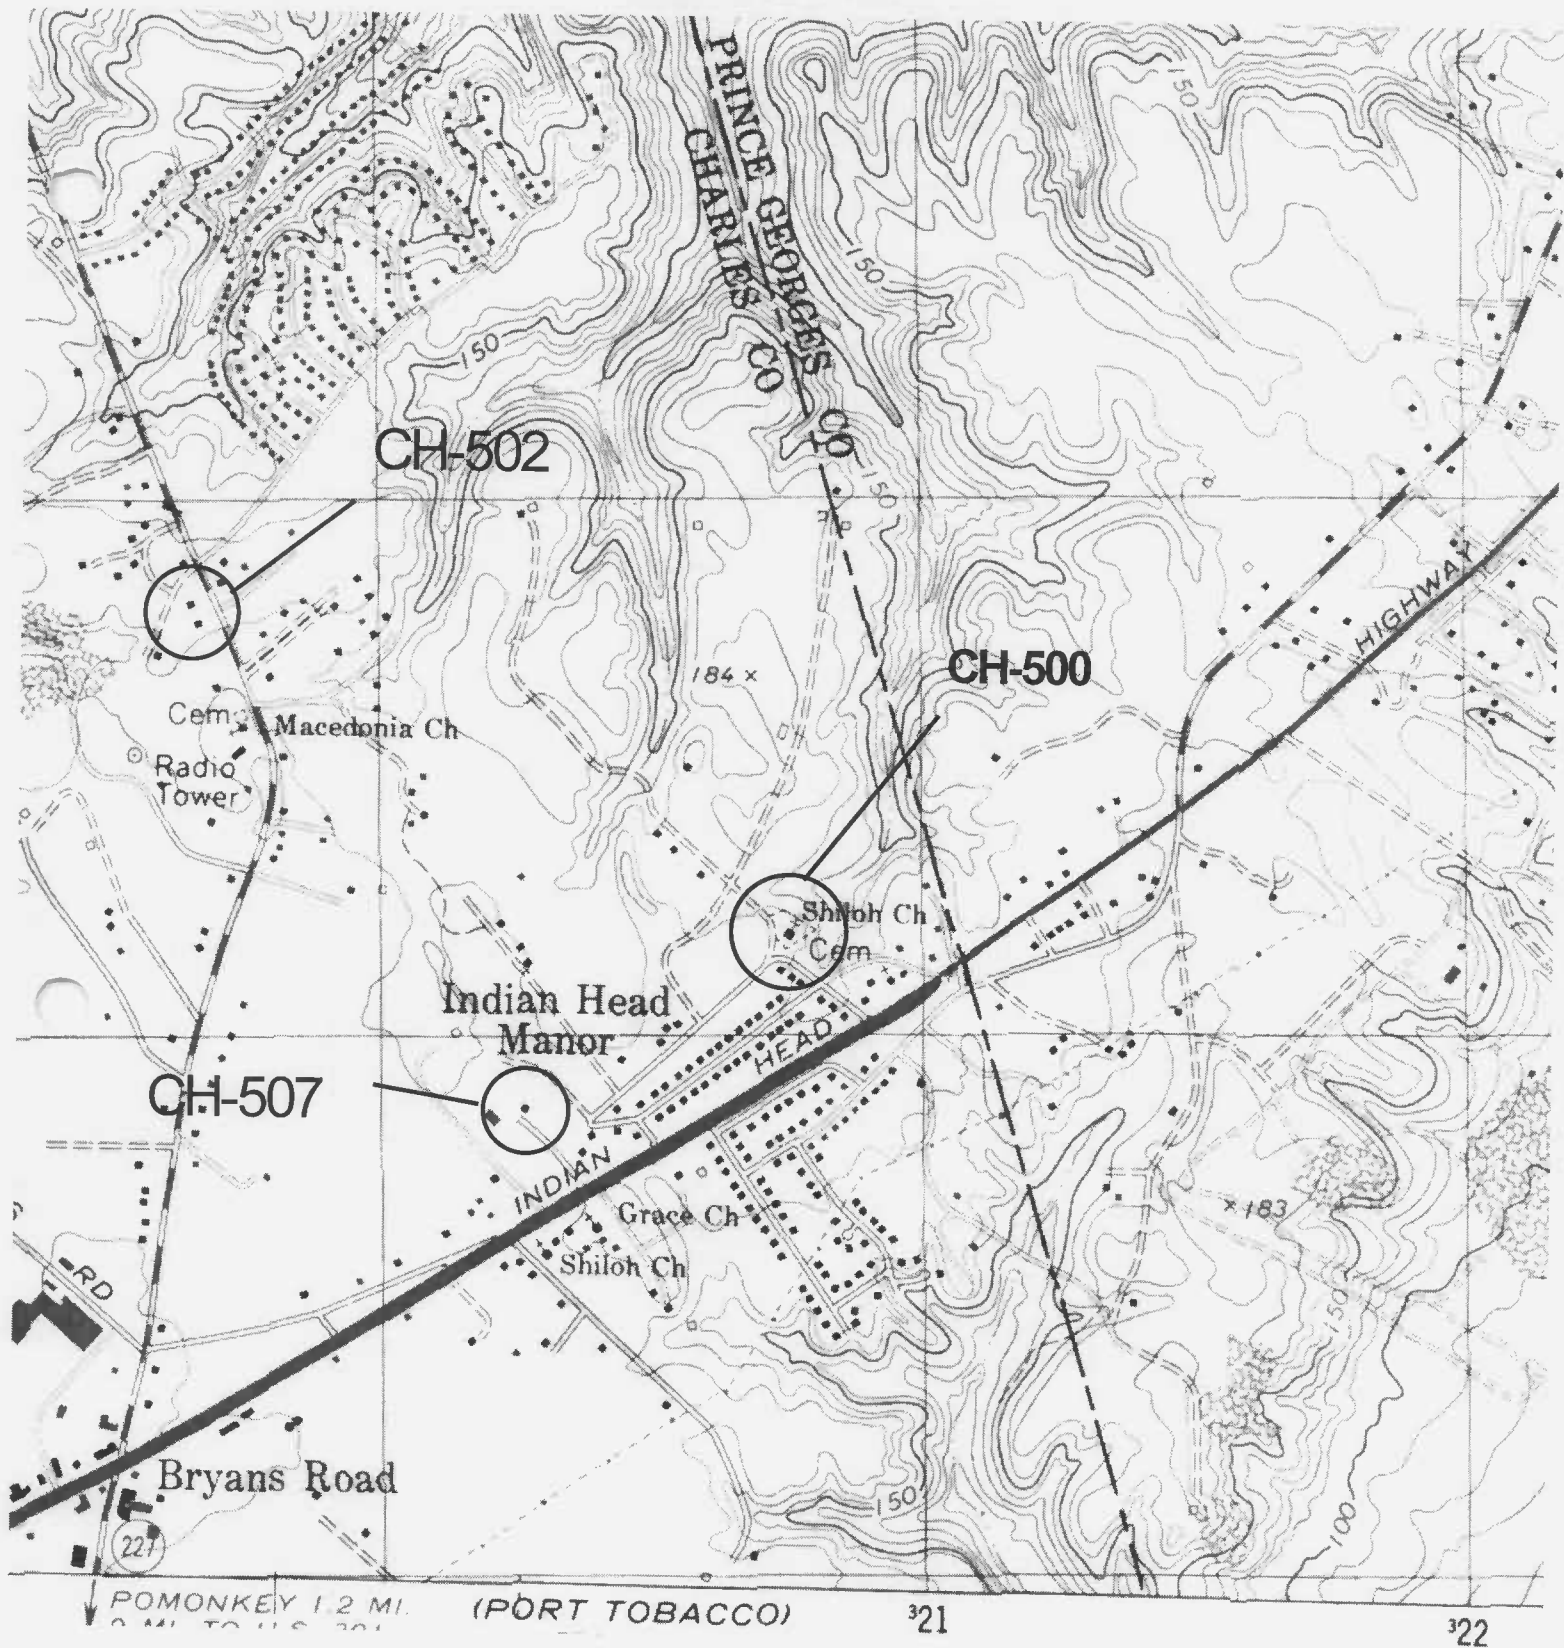 PRINCE GEORGES CO
CHARLES CO
150
150
150
CH-502
150
HIGHWAY
CH-500
184 ×
Cem
Macedonia Ch
Radio
Tower
Shiloh Ch
Cem
Indian Head
Manor
HEAD
CH-507
INDIAN
Grace Ch
× 183
Shiloh Ch
RD
150
Bryans Road
150
100
227
POMONKEY 1.2 MI.
(PORT TOBACCO)
³21
³22